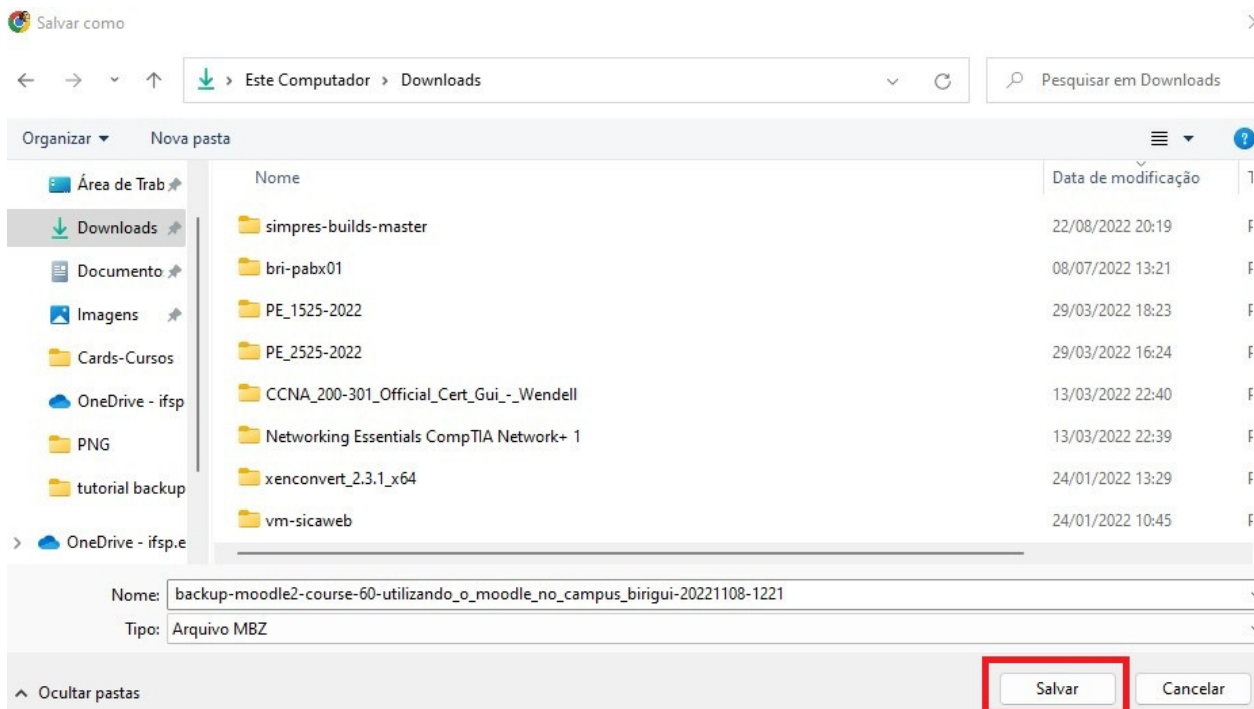 Salvar como
Este Computador > Downloads
Pesquisar em Downloads
Organizar
Nova pasta
Nome
Data de modificação
Área de Trab
Downloads
Documento
Imagens
Cards-Cursos
OneDrive - ifsp
PNG
tutorial backup
OneDrive - ifsp.e
simpres-builds-master 22/08/2022 20:19
bri-pabx01 08/07/2022 13:21
PE_1525-2022 29/03/2022 18:23
PE_2525-2022 29/03/2022 16:24
CCNA_200-301_Official_Cert_Gui_-_Wendell 13/03/2022 22:40
Networking Essentials CompTIA Network+ 1 13/03/2022 22:39
xenconvert_2.3.1_x64 24/01/2022 13:29
vm-sicaweb 24/01/2022 10:45
Nome: backup-moodle2-course-60-utilizando_o_moodle_no_campus_birigui-20221108-1221
Tipo: Arquivo MBZ
Ocultar pastas
Salvar
Cancelar